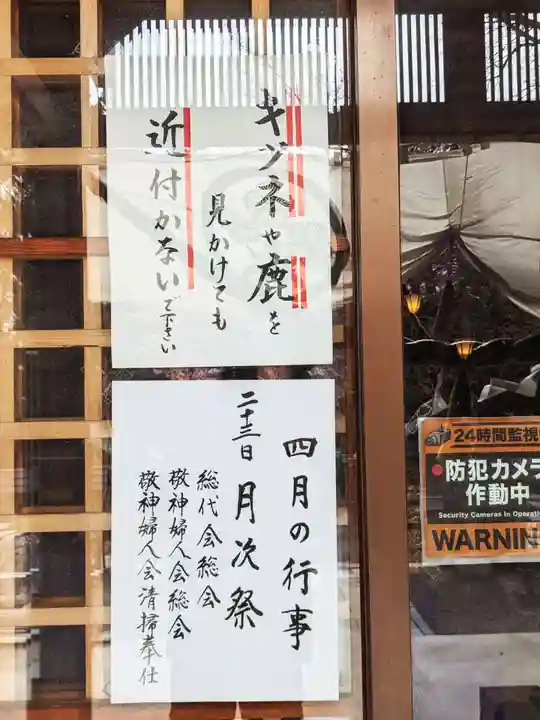 キツネや鹿を
見かけても
近付かないで下さい
四月の行事
二十三日 月次祭
総代会総会
敬神婦人会総会
敬神婦人会清掃奉仕
24時間監視
防犯カメラ
作動中
Security Cameras in Operation
WARNING